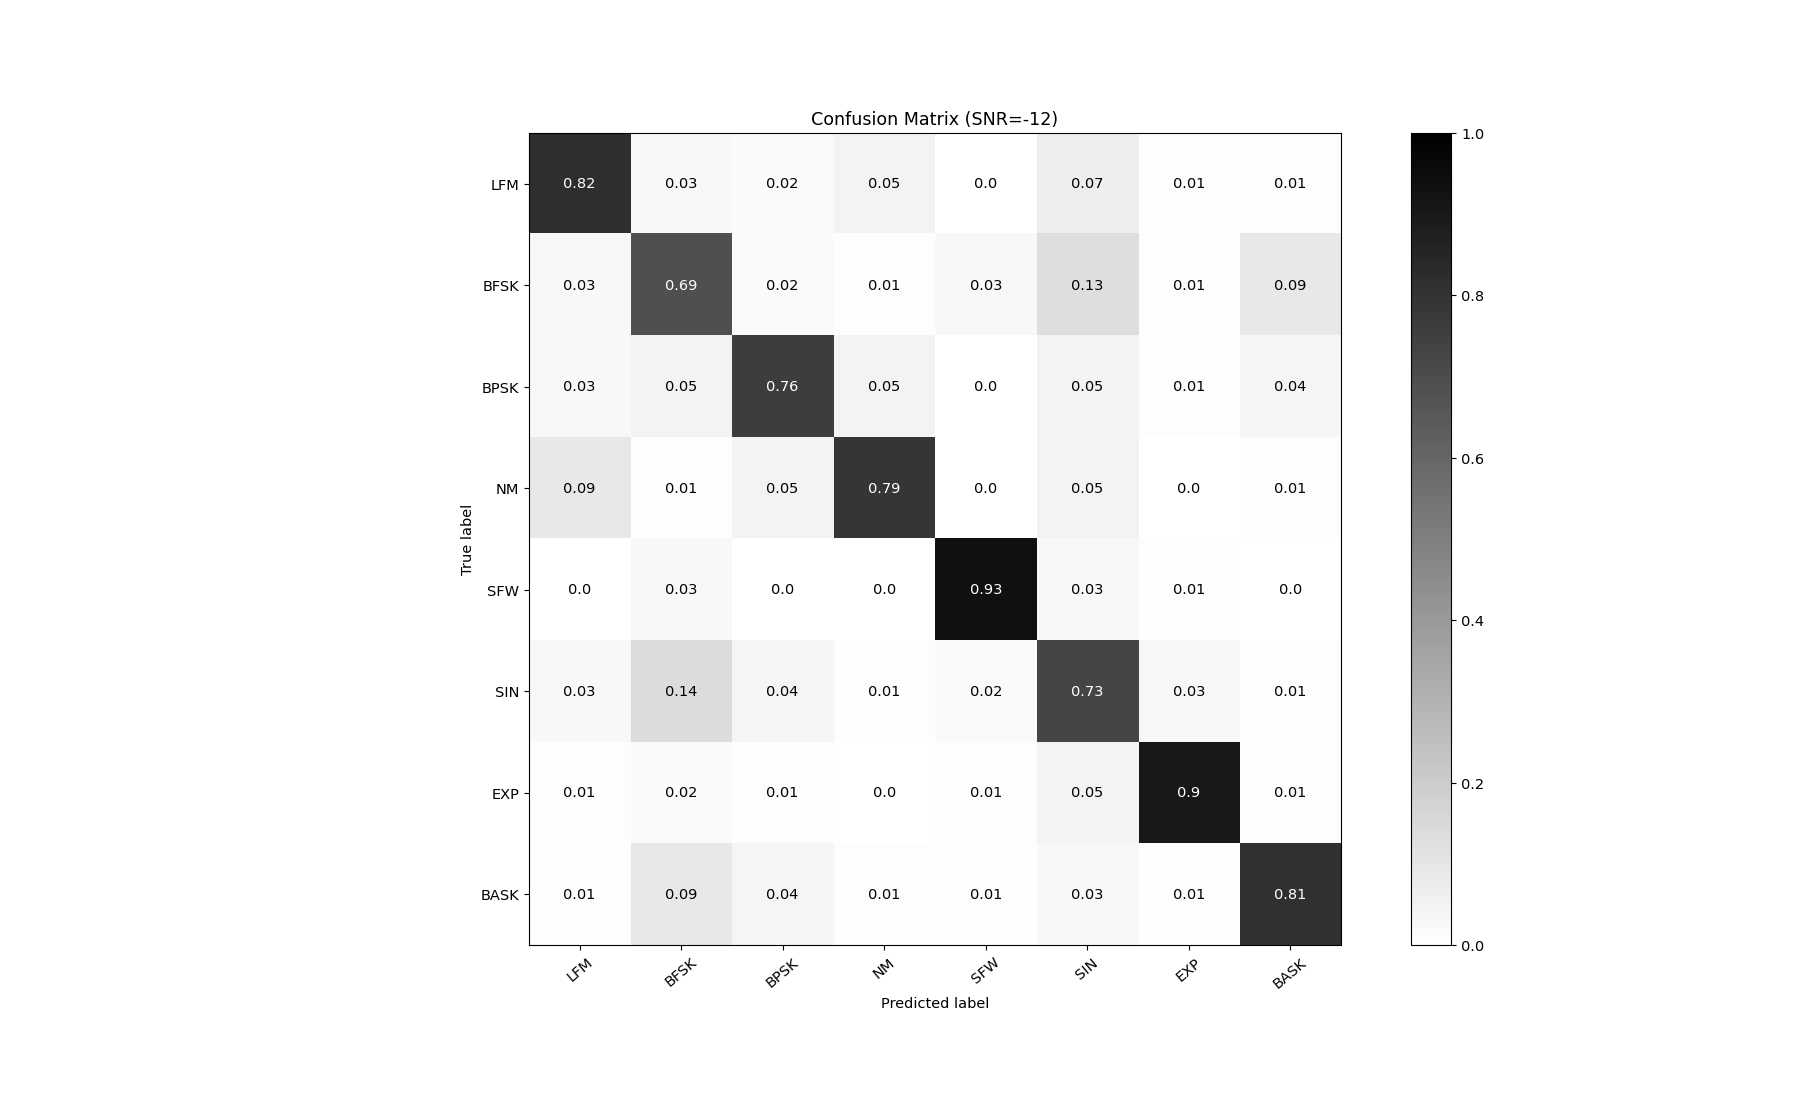 Confusion Matrix (SNR=-12)
LFM 0.82 0.03 0.02 0.05 0.0 0.07 0.01 0.01
BFSK 0.03 0.69 0.02 0.01 0.03 0.13 0.01 0.09
BPSK 0.03 0.05 0.76 0.05 0.0 0.05 0.01 0.04
NM 0.09 0.01 0.05 0.79 0.0 0.05 0.0 0.01
SFW 0.0 0.03 0.0 0.0 0.93 0.03 0.01 0.0
SIN 0.03 0.14 0.04 0.01 0.02 0.73 0.03 0.01
EXP 0.01 0.02 0.01 0.0 0.01 0.05 0.9 0.01
BASK 0.01 0.09 0.04 0.01 0.01 0.03 0.01 0.81
LFM BFSK BPSK NM SFW SIN EXP BASK
Predicted label
True label
1.0
0.8
0.6
0.4
0.2
0.0